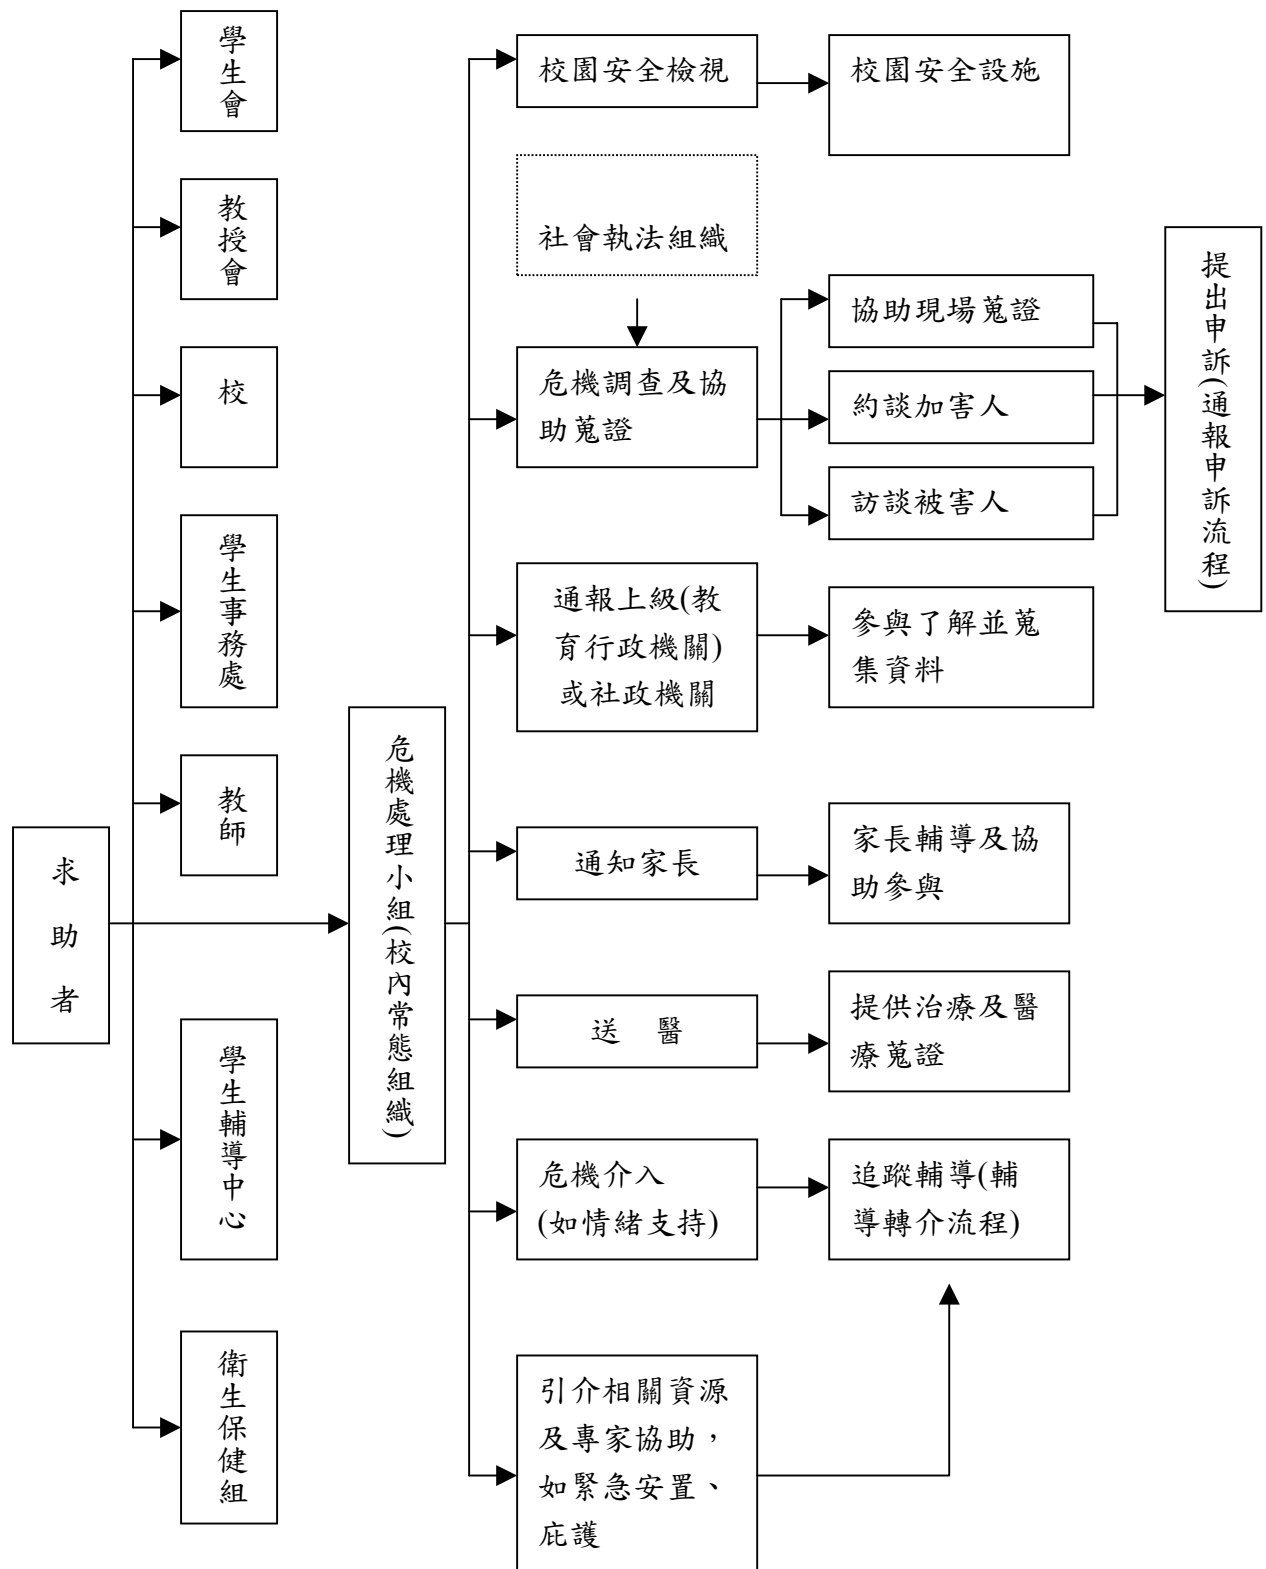 學生會
教授會
校
學生事務處
教師
求助者
學生輔導中心
衛生保健組
危機處理小組(校內常態組織)
校園安全檢視
校園安全設施
社會執法組織
危機調查及協
助蒐證
協助現場蒐證
約談加害人
訪談被害人
提出申訴(通報申訴流程)
通報上級(教
育行政機關)
或社政機關
參與了解並蒐
集資料
通知家長
家長輔導及協
助參與
送 醫
提供治療及醫
療蒐證
危機介入
(如情緒支持)
追蹤輔導(輔
導轉介流程)
引介相關資源
及專家協助，
如緊急安置、
庇護